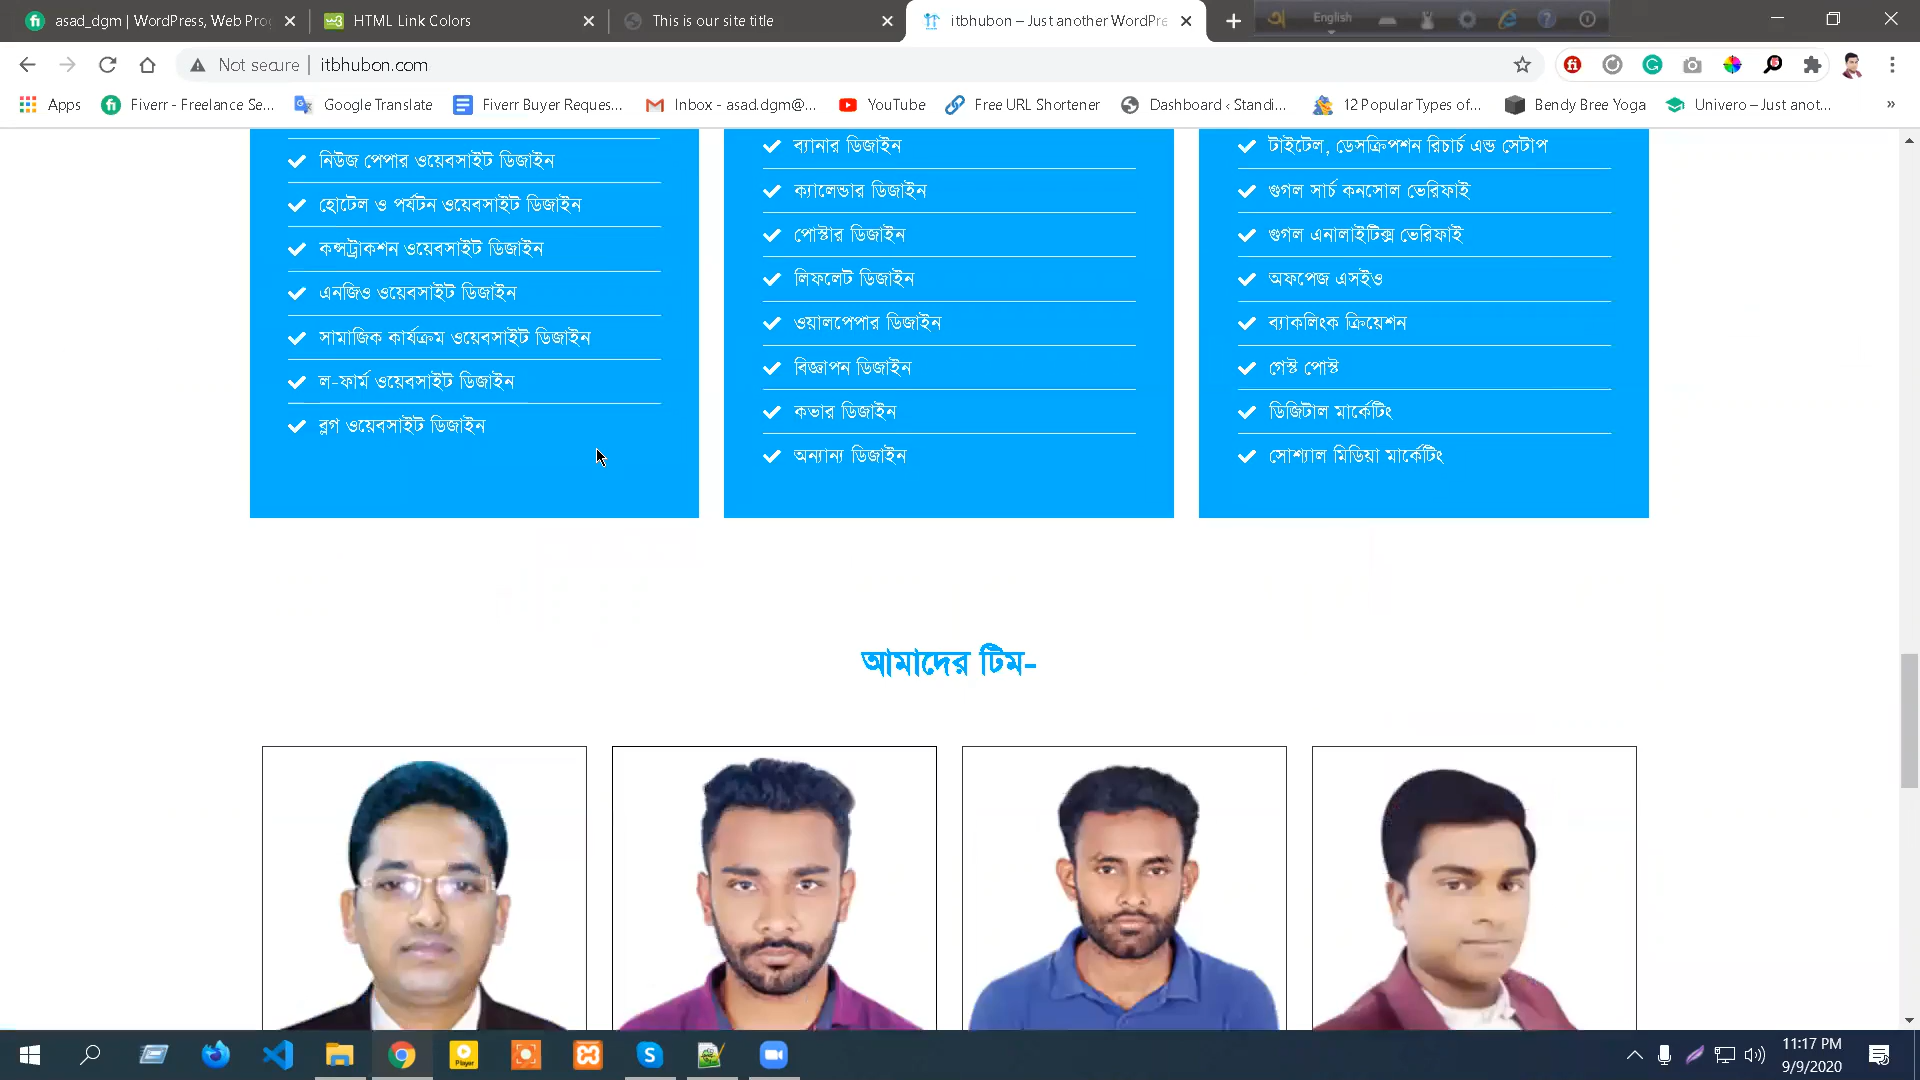 asad_dgm | WordPress, Web Pro
HTML Link Colors
This is our site title
itbhubon – Just another WordPre
English
Not secure
itbhubon.com
Apps
Fiverr - Freelance Se...
Google Translate
Fiverr Buyer Reques...
Inbox - asad.dgm@...
YouTube
Free URL Shortener
Dashboard ‹ Standi...
12 Popular Types of...
Bendy Bree Yoga
Univero – Just anot...
নিউজ পেপার ওয়েবসাইট ডিজাইন
হোটেল ও পর্যটন ওয়েবসাইট ডিজাইন
কন্সট্রাকশন ওয়েবসাইট ডিজাইন
এনজিও ওয়েবসাইট ডিজাইন
সামাজিক কার্যক্রম ওয়েবসাইট ডিজাইন
ল-ফার্ম ওয়েবসাইট ডিজাইন
ব্লগ ওয়েবসাইট ডিজাইন
ব্যানার ডিজাইন
ক্যালেন্ডার ডিজাইন
পোস্টার ডিজাইন
লিফলেট ডিজাইন
ওয়ালপেপার ডিজাইন
বিজ্ঞাপন ডিজাইন
কভার ডিজাইন
অন্যান্য ডিজাইন
টাইটেল, ডেসক্রিপশন রিচার্চ এন্ড সেটাপ
গুগল সার্চ কনসোল ভেরিফাই
গুগল এনালাইটিক্স ভেরিফাই
অফপেজ এসইও
ব্যাকলিংক ক্রিয়েশন
গেস্ট পোস্ট
ডিজিটাল মার্কেটিং
সোশ্যাল মিডিয়া মার্কেটিং
আমাদের টিম-
Player
11:17 PM
9/9/2020